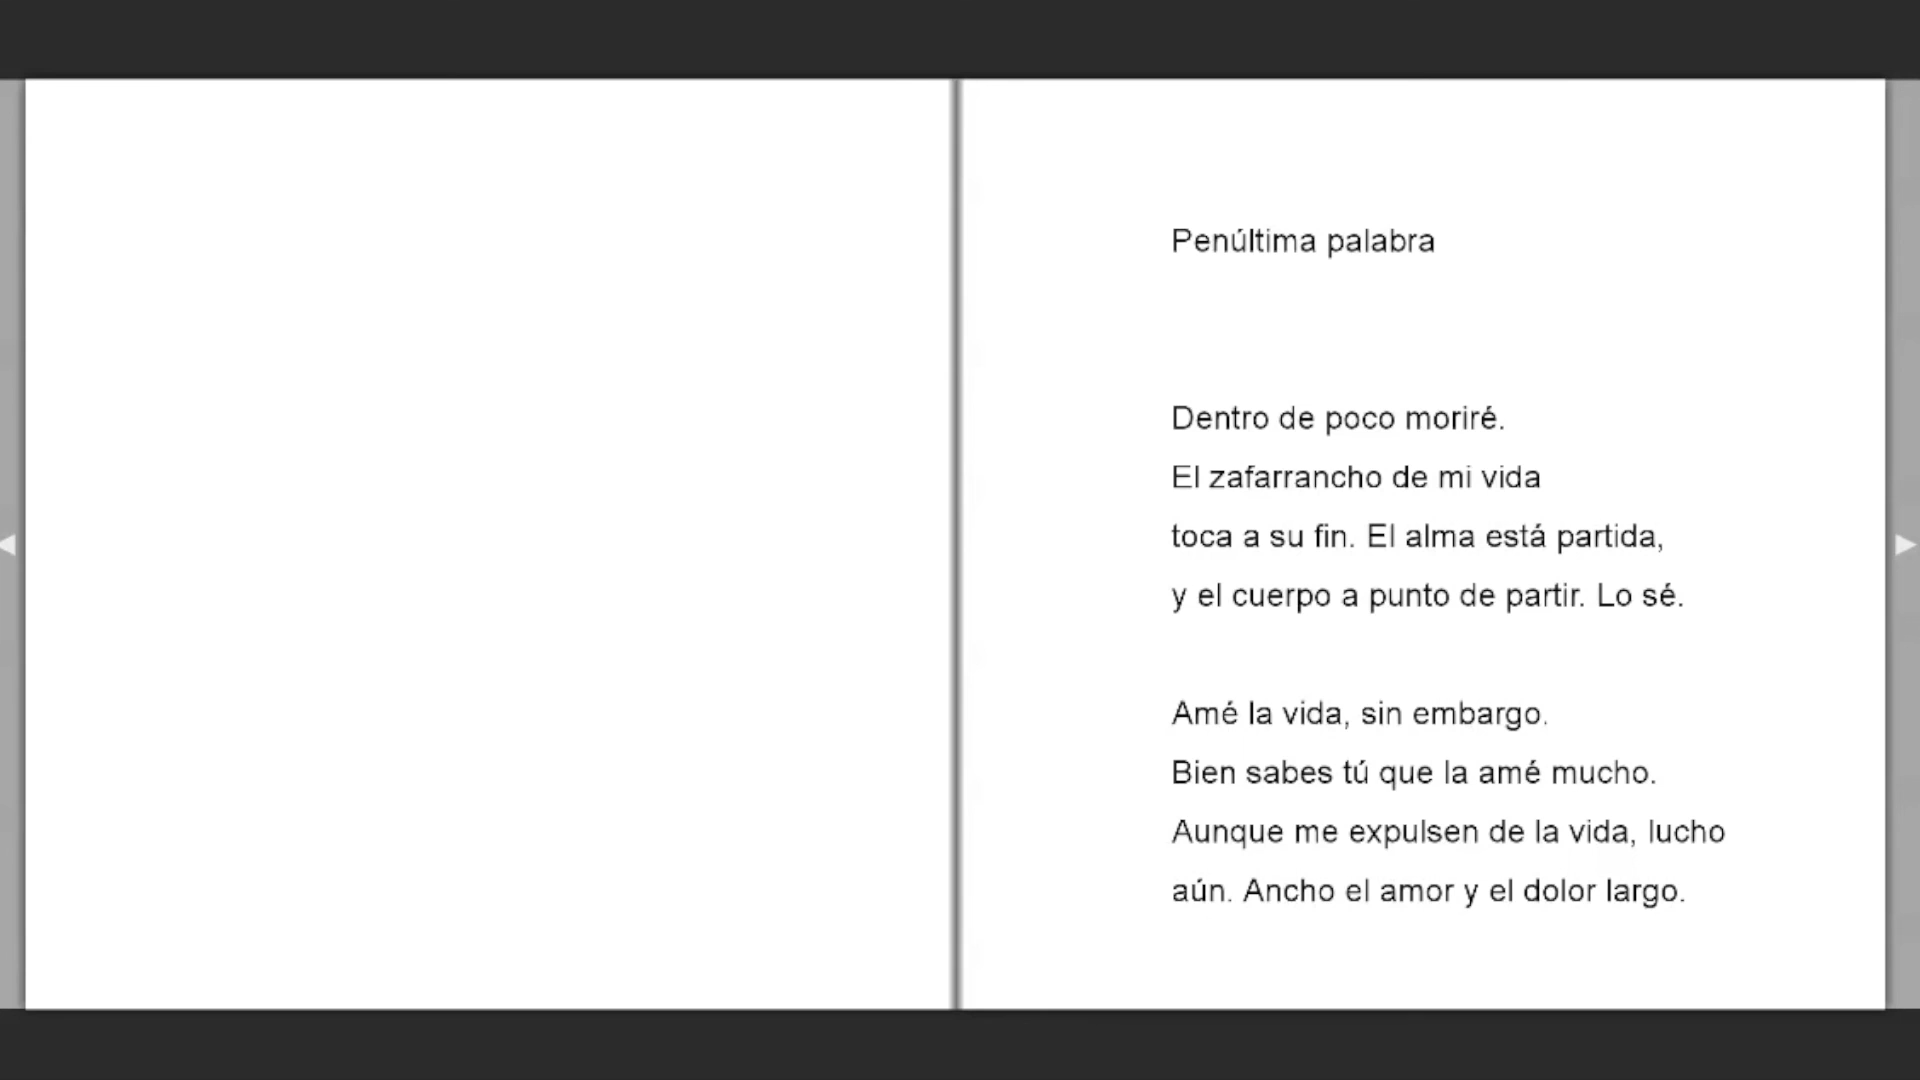 Penúltima palabra
Dentro de poco moriré.
El zafarrancho de mi vida
toca a su fin. El alma está partida,
y el cuerpo a punto de partir. Lo sé.
Amé la vida, sin embargo.
Bien sabes tú que la amé mucho.
Aunque me expulsen de la vida, lucho
aún. Ancho el amor y el dolor largo.